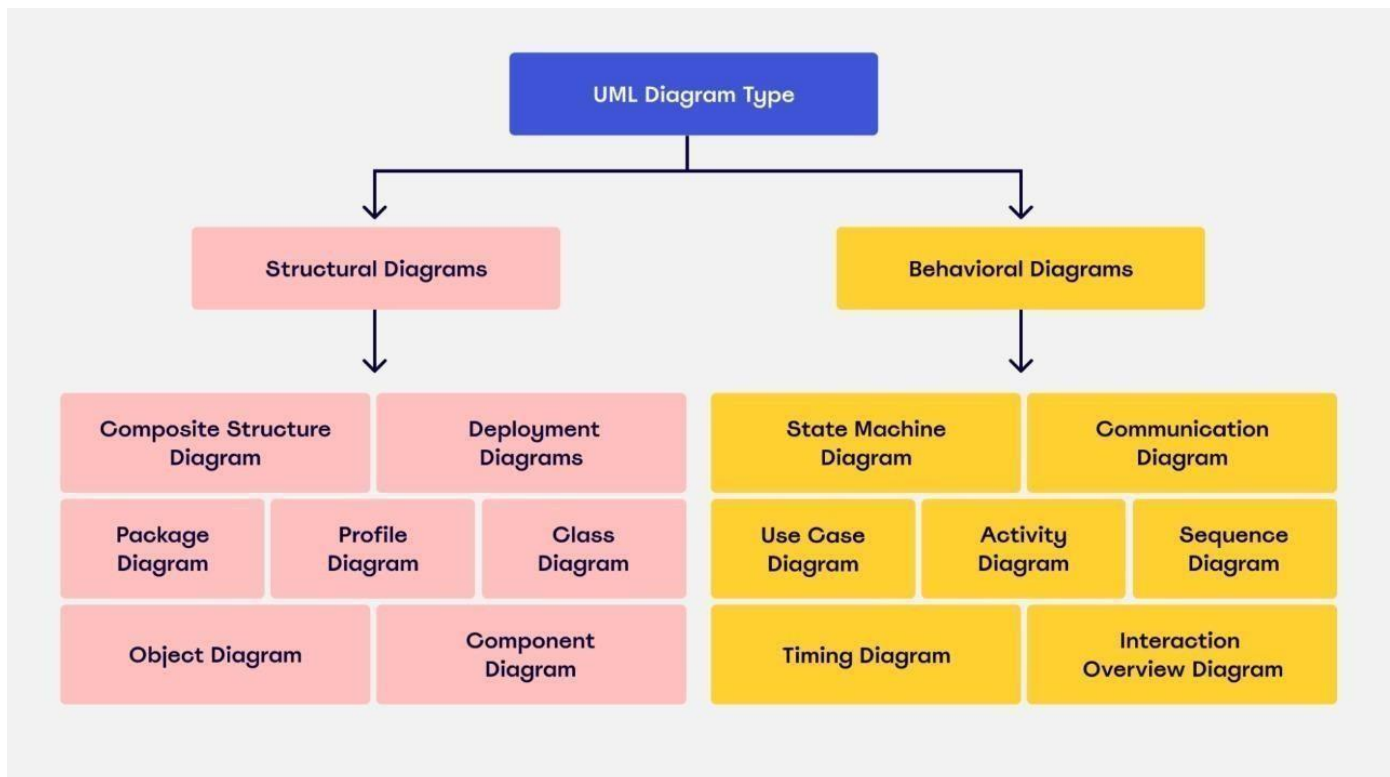 UML Diagram Type
Structural Diagrams
Behavioral Diagrams
Composite Structure
Diagram
Deployment
Diagrams
Package
Diagram
Profile
Diagram
Class
Diagram
Object Diagram
Component
Diagram
State Machine
Diagram
Communication
Diagram
Use Case
Diagram
Activity
Diagram
Sequence
Diagram
Timing Diagram
Interaction
Overview Diagram